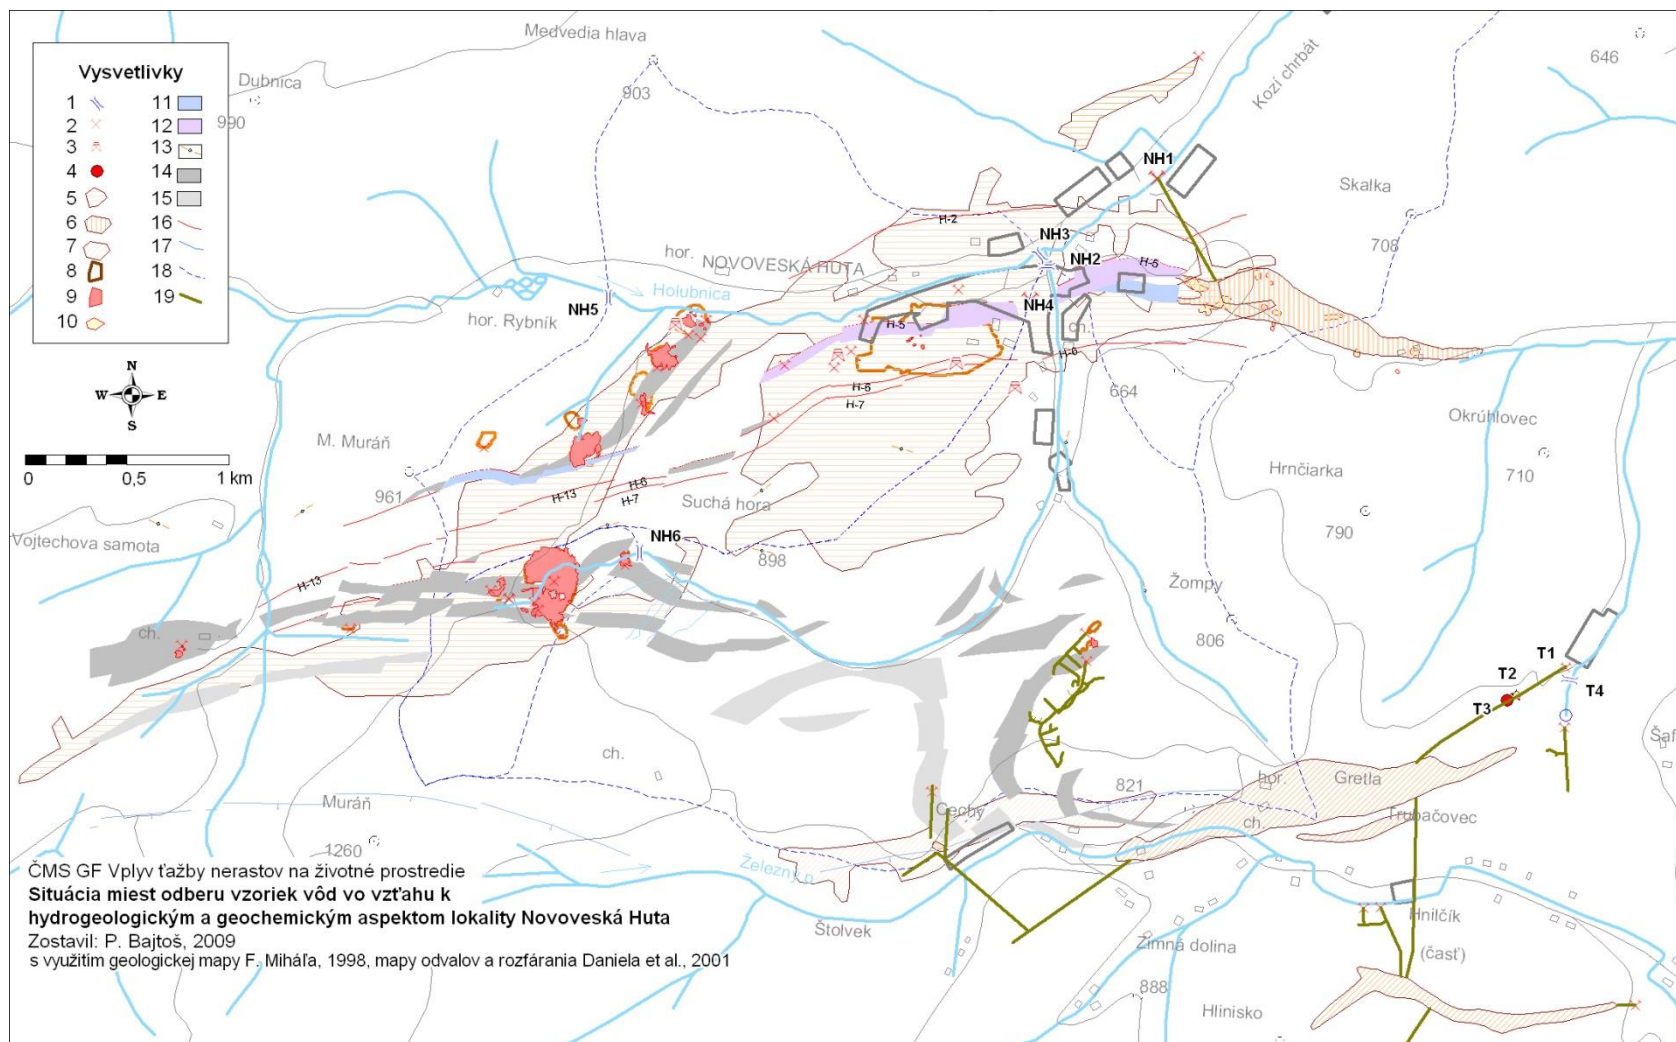 Vysvetlivky
1
2
3
4
5
6
7
8
9
10
11
12
13
14
15
16
17
18
19
N
W E
S
0 0,5 1 km
Medvedia hlava
Dubnica
990
903
Kozí chrbát
646
NH1
Skalka
708
H-2
NH3
hor. NOVOVESKÁ HUTA
NH2
H-5
Holubnica
NH5
hor. Rybník
NH4
ch.
H-5
H-6
H-6
H-7
664
Okrúhlovec
710
M. Muráň
961
Hrnčiarka
790
H-13
H-6
H-7
Suchá hora
Vojtechova samota
NH6
898
H-13
Žompy
806
ch.
T1
T2
T3
T4
Šaf
ch.
821
hor. Gretla
Čechy
ch.
Trubačovec
Muráň
1260
Železný p.
Štolvek
Zimná dolina
888
Hnilčík
(časť)
Hlinisko
ČMS GF Vplyv ťažby nerastov na životné prostredie
Situácia miest odberu vzoriek vôd vo vzťahu k
hydrogeologickým a geochemickým aspektom lokality Novoveská Huta
Zostavil: P. Bajtoš, 2009
s využitím geologickej mapy F. Miháľa, 1998, mapy odvalov a rozfárania Daniela et al., 2001